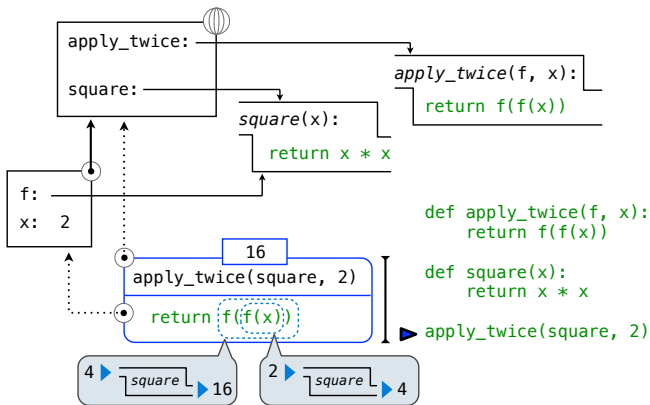 apply_twice:
square:
apply_twice(f, x):
return f(f(x))
square(x):
return x * x
f:
x: 2
16
apply_twice(square, 2)
return f(f(x))
4 square 16
2 square 4
def apply_twice(f, x):
return f(f(x))
def square(x):
return x * x
apply_twice(square, 2)